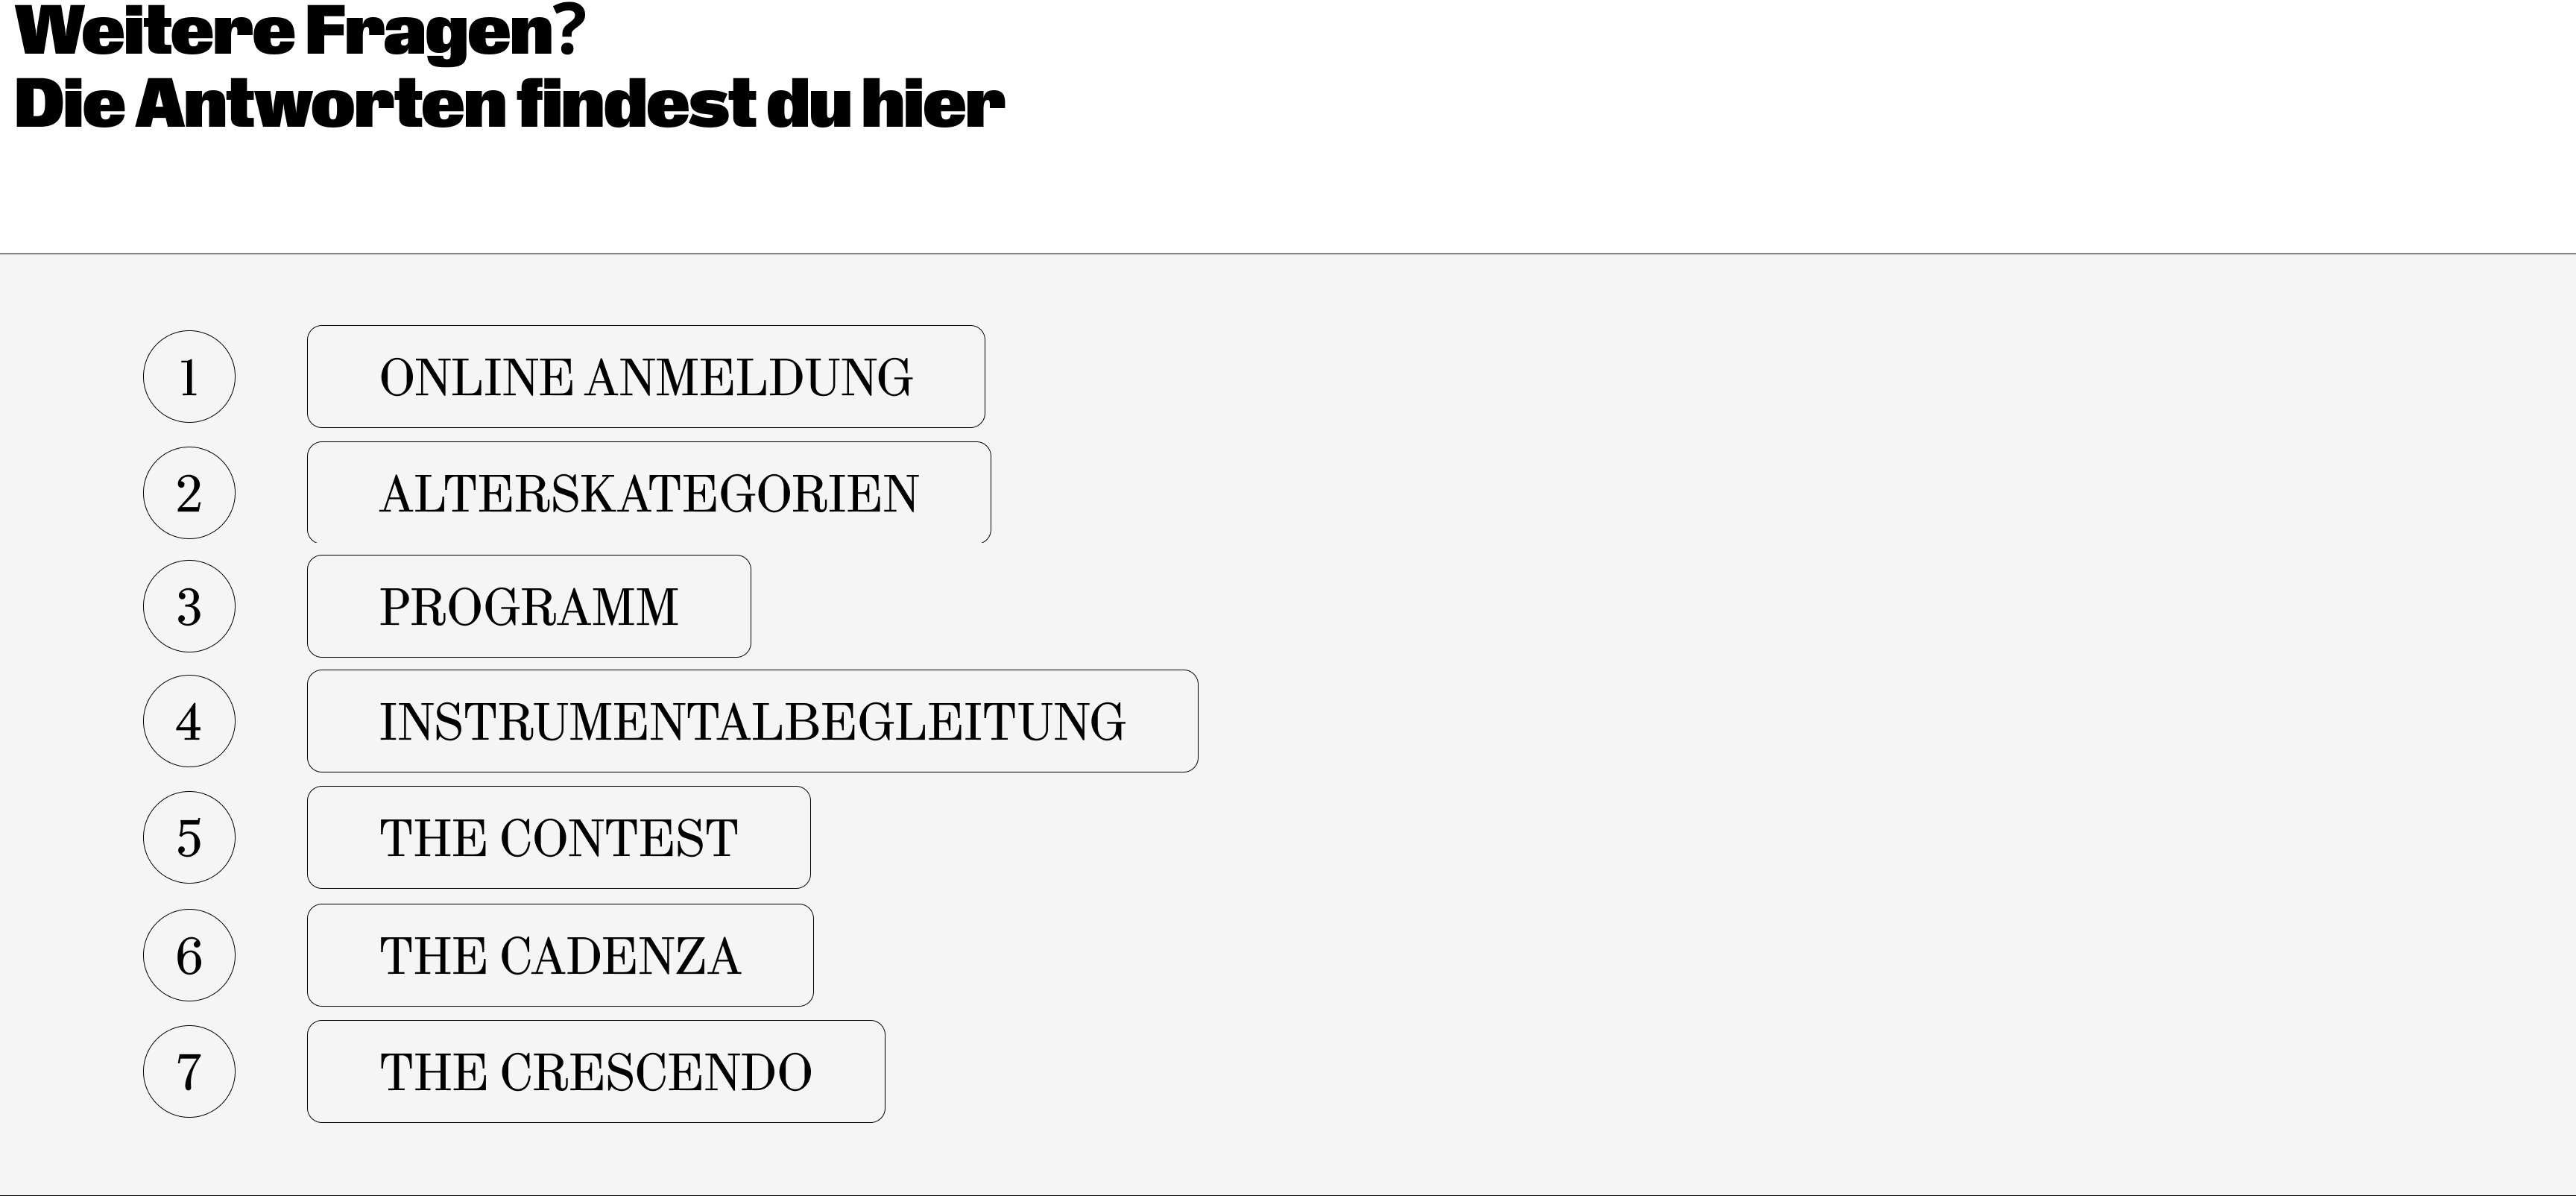 Weitere Fragen?
Die Antworten findest du hier
1 ONLINE ANMELDUNG
2 ALTERSKATEGORIEN
3 PROGRAMM
4 INSTRUMENTALBEGLEITUNG
5 THE CONTEST
6 THE CADENZA
7 THE CRESCENDO